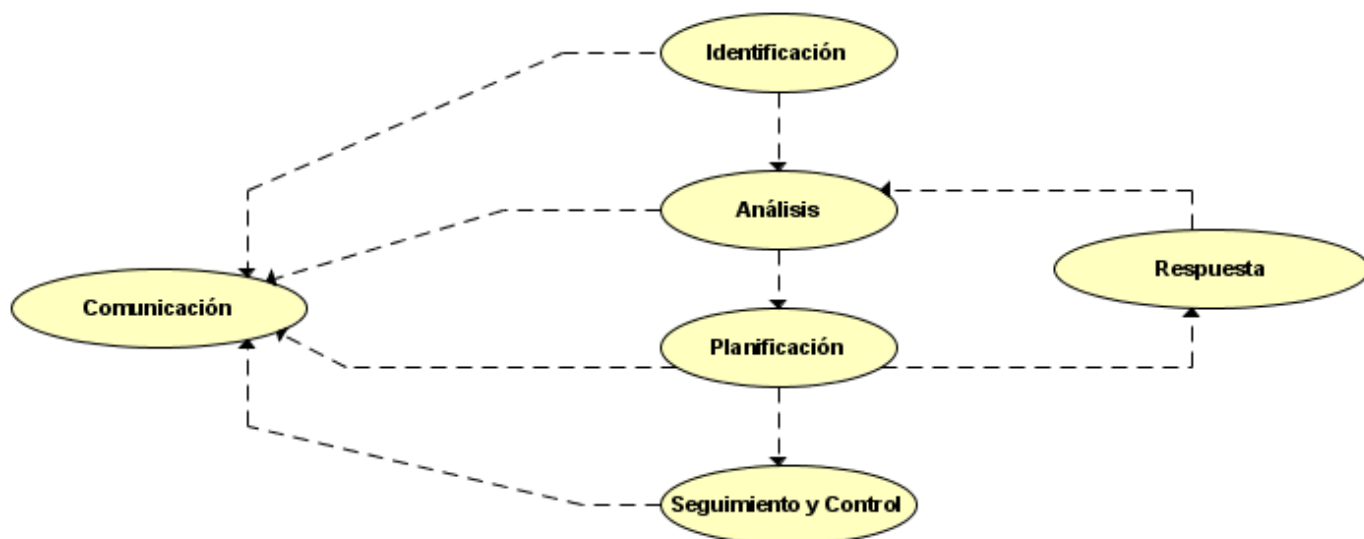 Identificación
Análisis
Respuesta
Comunicación
Planificación
Seguimiento y Control